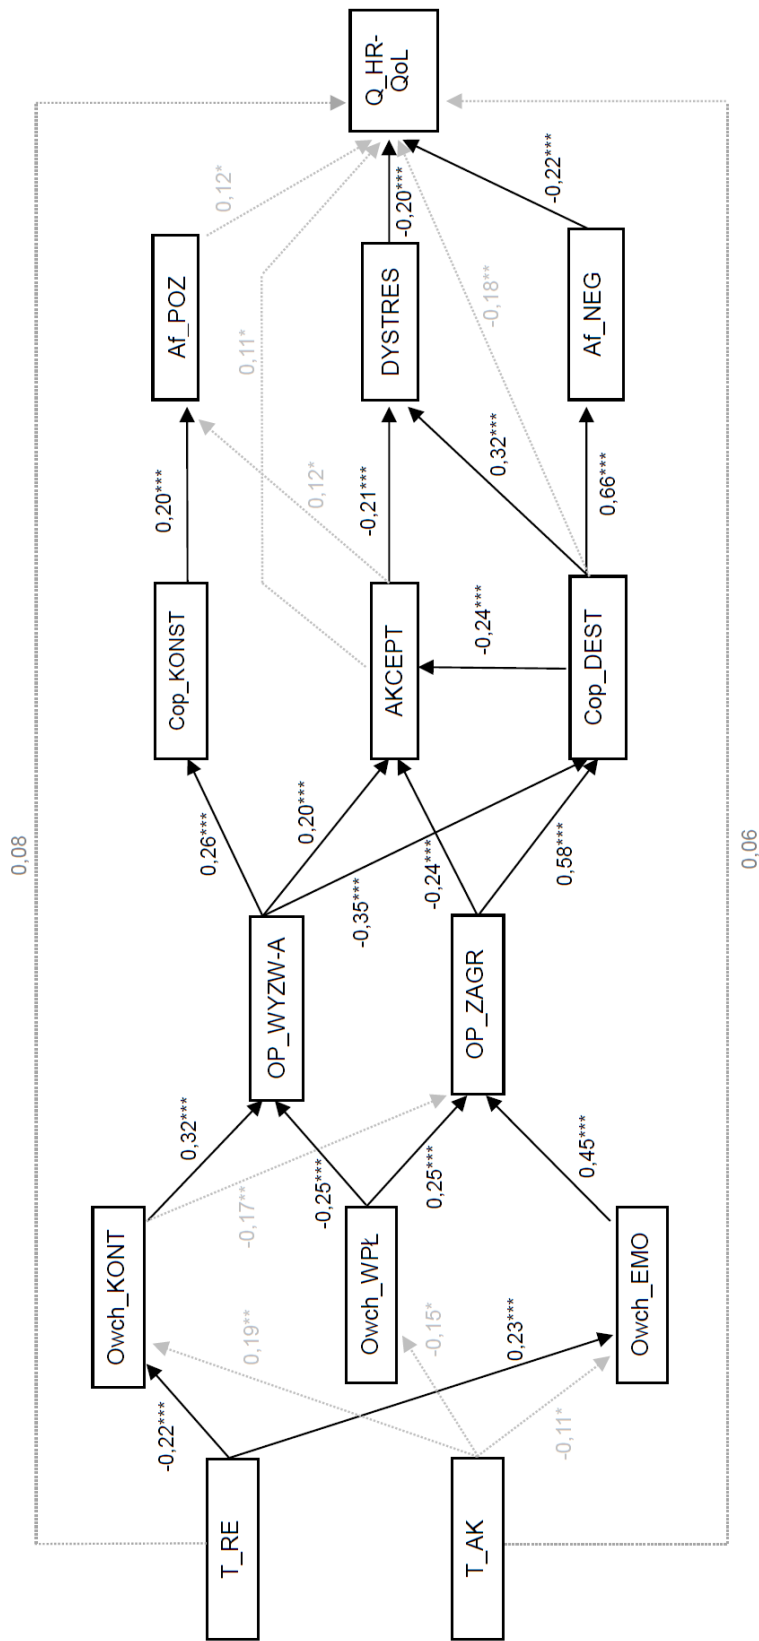 0,08
Owch_KONT
-0,22***
0,32***
Cop_KONST
0,20***
Af_POZ
T_RE
0,19**
-0,17**
0,26***
0,12*
OP_WYZW-A
0,11*
-0,25***
0,20***
0,12*
Owch_WPŁ
-0,35***
-0,21***
Q_HR-
QoL
AKCEPT
DYSTRES
-0,20***
-0,15*
0,25***
-0,24***
T_AK
OP_ZAGR
-0,24***
0,32***
-0,18**
0,23***
-0,11*
0,45***
0,58***
Cop_DEST
0,66***
Af_NEG
-0,22***
Owch_EMO
0,06